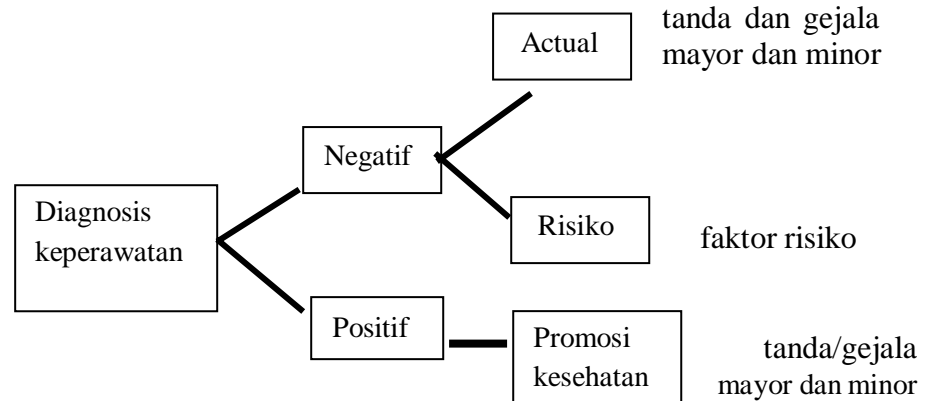 Actual
tanda dan gejala
mayor dan minor
Negatif
Diagnosis
keperawatan
Risiko
faktor risiko
Positif
Promosi
kesehatan
tanda/gejala
mayor dan minor